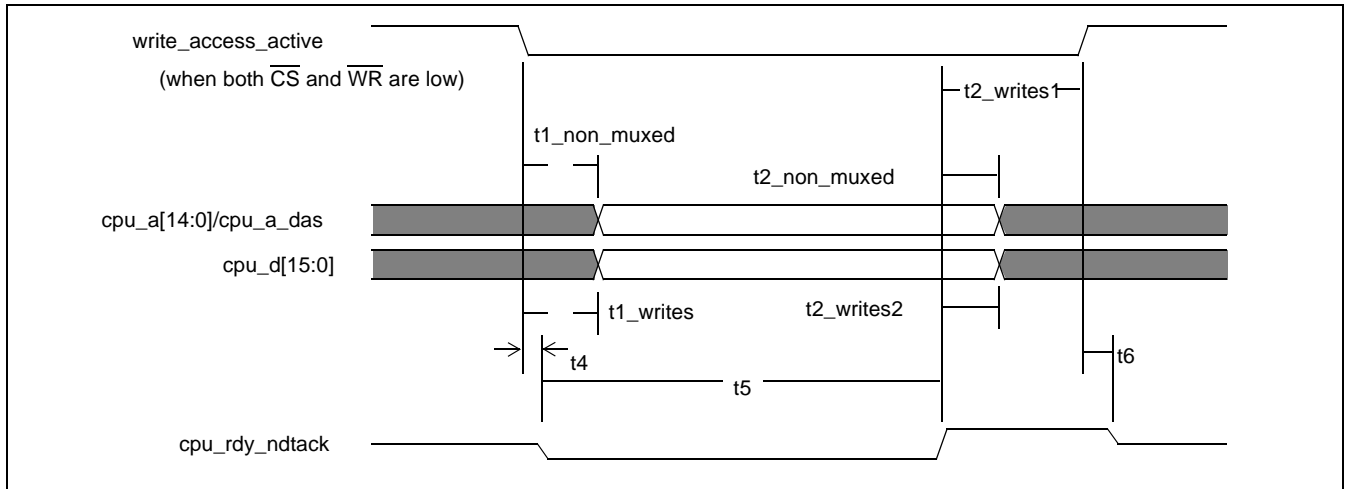 write_access_active
(when both CS and WR are low)
t2_writes1
t1_non_muxed
t2_non_muxed
cpu_a[14:0]/cpu_a_das
cpu_d[15:0]
t1_writes
t2_writes2
t4
t6
t5
cpu_rdy_ndtack